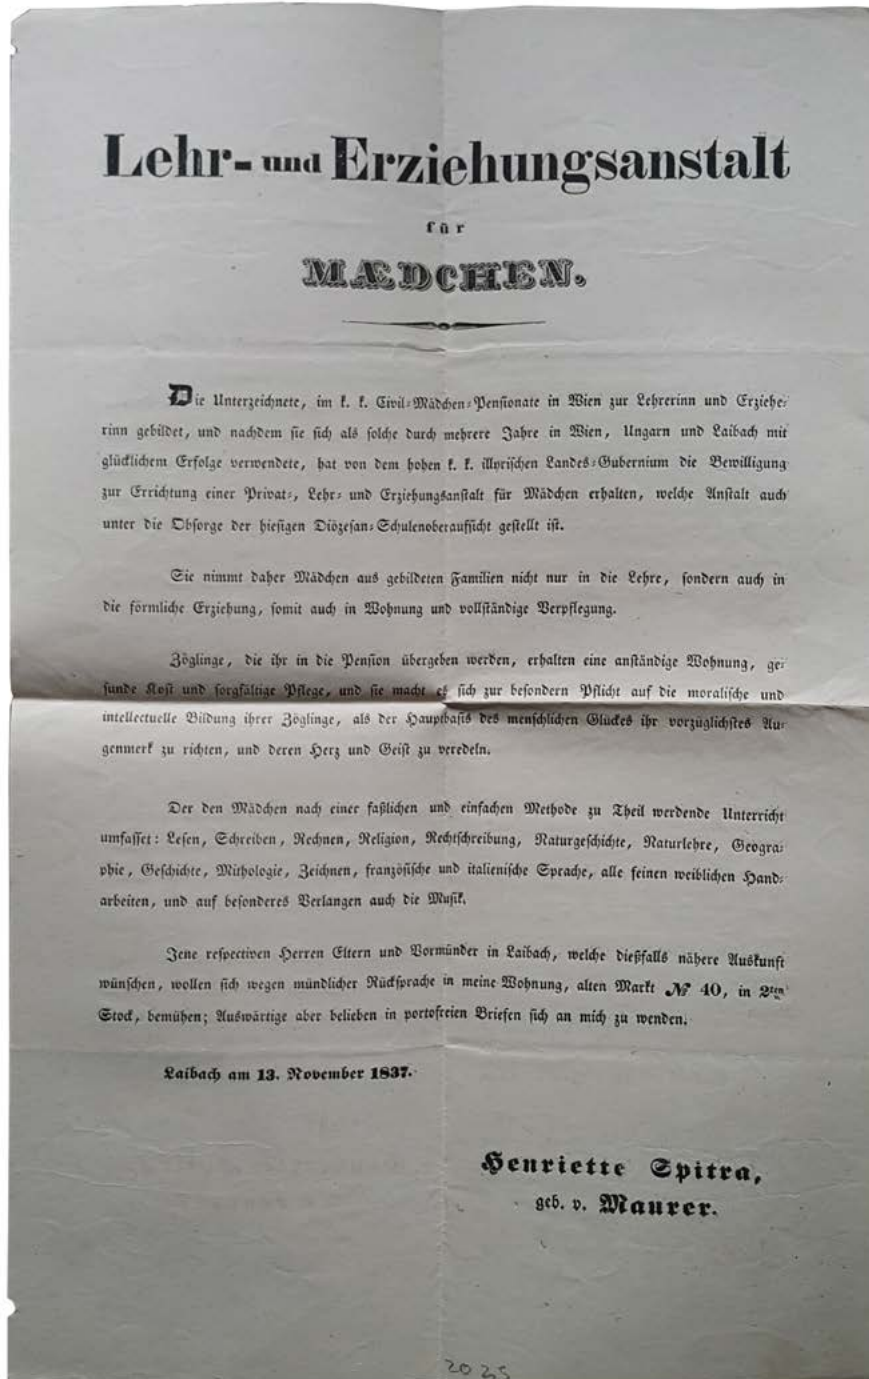 Lehr- und Erziehungsanstalt
für
MÆDCHEN.
Die Unterzeichnete, im k. k. Civil-Mädchen-Pensionate in Wien zur Lehrerinn und Erziehe-
rinn gebildet, und nachdem sie sich als solche durch mehrere Jahre in Wien, Ungarn und Laibach mit
glücklichem Erfolge verwendete, hat von dem hohen k. k. illyrischen Landes-Gubernium die Bewilligung
zur Errichtung einer Privat-, Lehr- und Erziehungsanstalt für Mädchen erhalten, welche Anstalt auch
unter die Obsorge der hiesigen Diözesan-Schulenoberaufsicht gestellt ist.
Sie nimmt daher Mädchen aus gebildeten Familien nicht nur in die Lehre, sondern auch in
die förmliche Erziehung, somit auch in Wohnung und vollständige Verpflegung.
Zöglinge, die ihr in die Pension übergeben werden, erhalten eine anständige Wohnung, ge-
sunde Kost und sorgfältige Pflege, und sie macht es sich zur besondern Pflicht auf die moralische und
intellectuelle Bildung ihrer Zöglinge, als der Hauptbasis des menschlichen Glückes ihr vorzüglichstes Au-
genmerk zu richten, und deren Herz und Geist zu veredeln.
Der den Mädchen nach einer faßlichen und einfachen Methode zu Theil werdende Unterricht
umfasset: Lesen, Schreiben, Rechnen, Religion, Rechtschreibung, Naturgeschichte, Naturlehre, Geogra-
phie, Geschichte, Mithologie, Zeichnen, französische und italienische Sprache, alle feinen weiblichen Hand-
arbeiten, und auf besonderes Verlangen auch die Musik.
Jene respectiven Herren Eltern und Vormünder in Laibach, welche dießfalls nähere Auskunft
wünschen, wollen sich wegen mündlicher Rücksprache in meine Wohnung, alten Markt № 40, in 2ten
Stock, bemühen; Auswärtige aber belieben in portofreien Briefen sich an mich zu wenden.
Laibach am 13. November 1837.
Henriette Spitra,
geb. v. Maurer.
2025